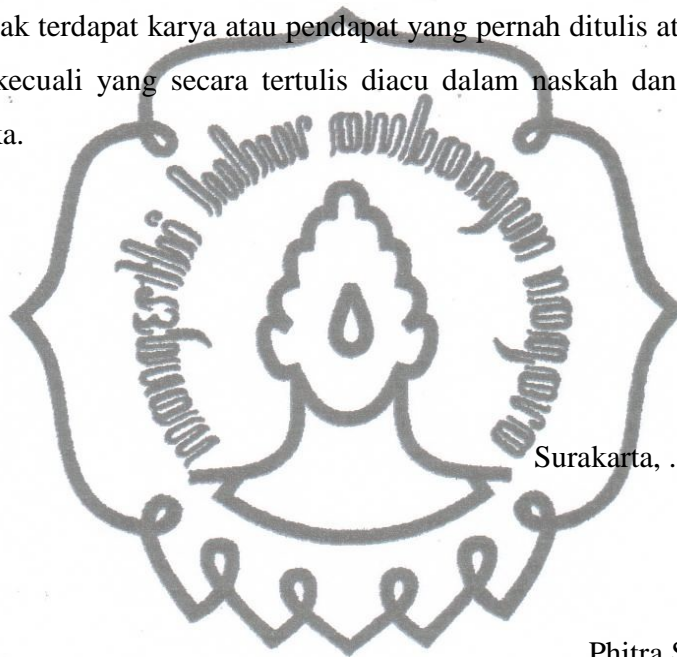 ak terdapat karya atau pendapat yang pernah ditulis at
kecuali yang secara tertulis diacu dalam naskah dan
a.
Surakarta, .
Phitra S